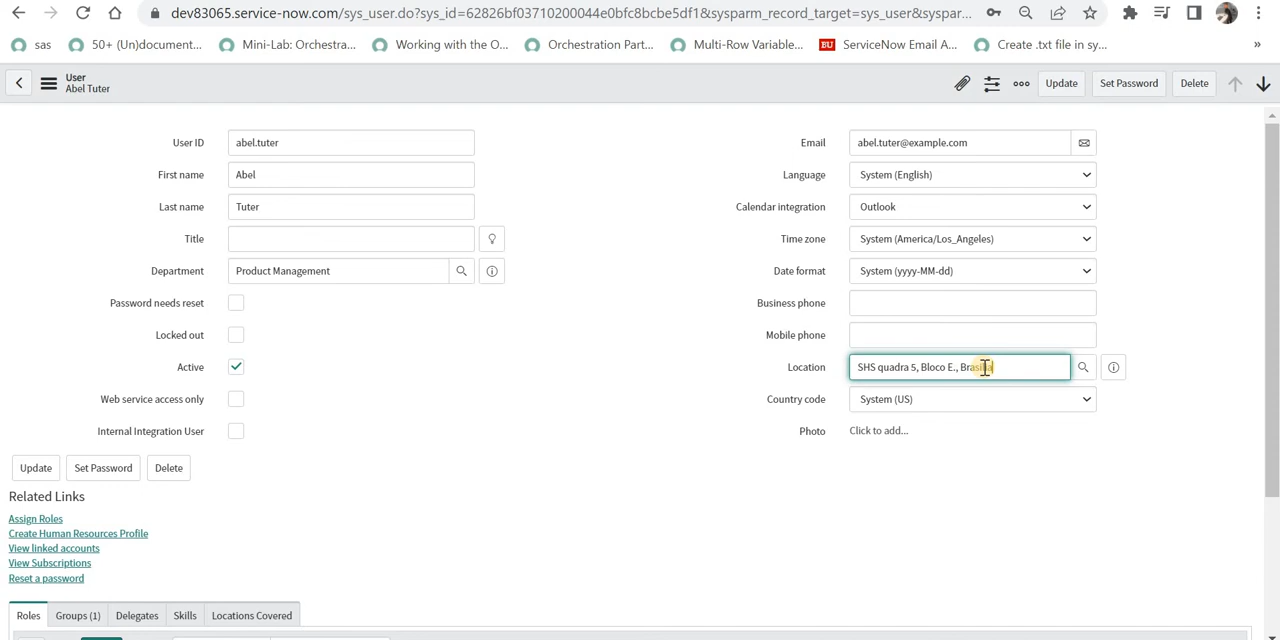 dev83065.service-now.com/sys_user.do?sys_id=62826bf03710200044e0bfc8bcbe5df1&sysparm_record_target=sys_user&syspar...
sas
50+ (Un)document...
Mini-Lab: Orchestra...
Working with the O...
Orchestration Part...
Multi-Row Variable...
BU ServiceNow Email A...
Create .txt file in sy...
»
User
Abel Tuter
Update
Set Password
Delete
User ID abel.tuter
First name Abel
Last name Tuter
Title
Department Product Management
Password needs reset
Locked out
Active
Web service access only
Internal Integration User
Email abel.tuter@example.com
Language System (English)
Calendar integration Outlook
Time zone System (America/Los_Angeles)
Date format System (yyyy-MM-dd)
Business phone
Mobile phone
Location SHS quadra 5, Bloco E., Brasilia
Country code System (US)
Photo Click to add...
Update
Set Password
Delete
Related Links
Assign Roles
Create Human Resources Profile
View linked accounts
View Subscriptions
Reset a password
Roles
Groups (1)
Delegates
Skills
Locations Covered